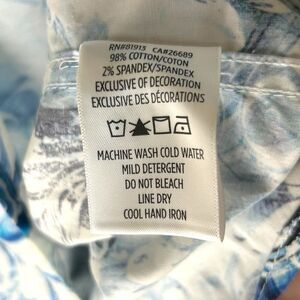 RN#81913 CA#26689
98% COTTON/COTON
2% SPANDEX/SPANDEX
EXCLUSIVE OF DECORATION
EXCLUSIF DES DÉCORATIONS
MACHINE WASH COLD WATER
MILD DETERGENT
DO NOT BLEACH
LINE DRY
COOL HAND IRON